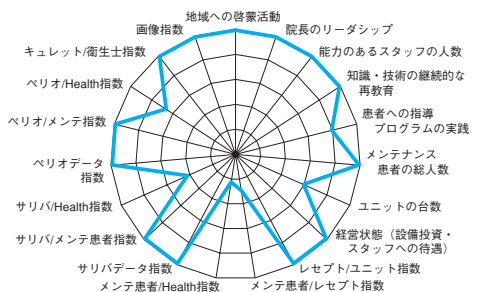 地域への啓蒙活動
院長のリーダシップ
能力のあるスタッフの人数
知識・技術の継続的な
再教育
患者への指導
プログラムの実践
メンテナンス
患者の総人数
ユニットの台数
経営状態（設備投資・
スタッフへの待遇）
レセプト/ユニット指数
メンテ患者/レセプト指数
メンテ患者/Health指数
サリバデータ指数
サリバ/メンテ患者指数
サリバ/Health指数
ペリオデータ
指数
ペリオ/メンテ指数
ペリオ/Health指数
キュレット/衛生士指数
画像指数